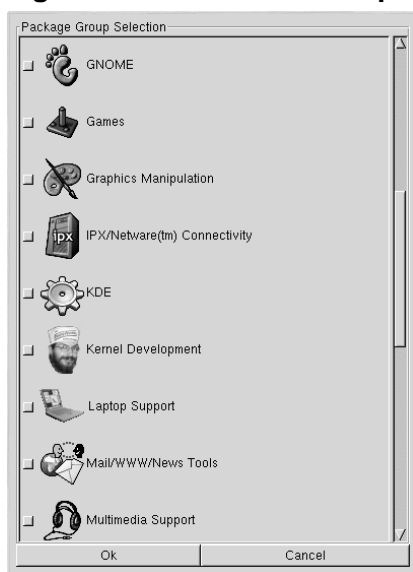 Package Group Selection
GNOME
Games
Graphics Manipulation
ipx
IPX/Netware(tm) Connectivity
KDE
Kernel Development
Laptop Support
Mail/WWW/News Tools
Multimedia Support
Ok
Cancel